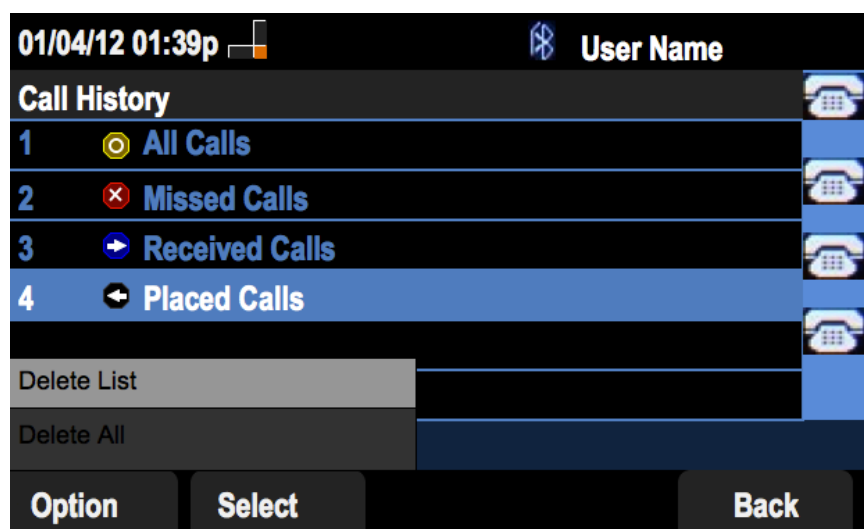 01/04/12 01:39p User Name
Call History
1 All Calls
2 Missed Calls
3 Received Calls
4 Placed Calls
Delete List
Delete All
Option Select Back